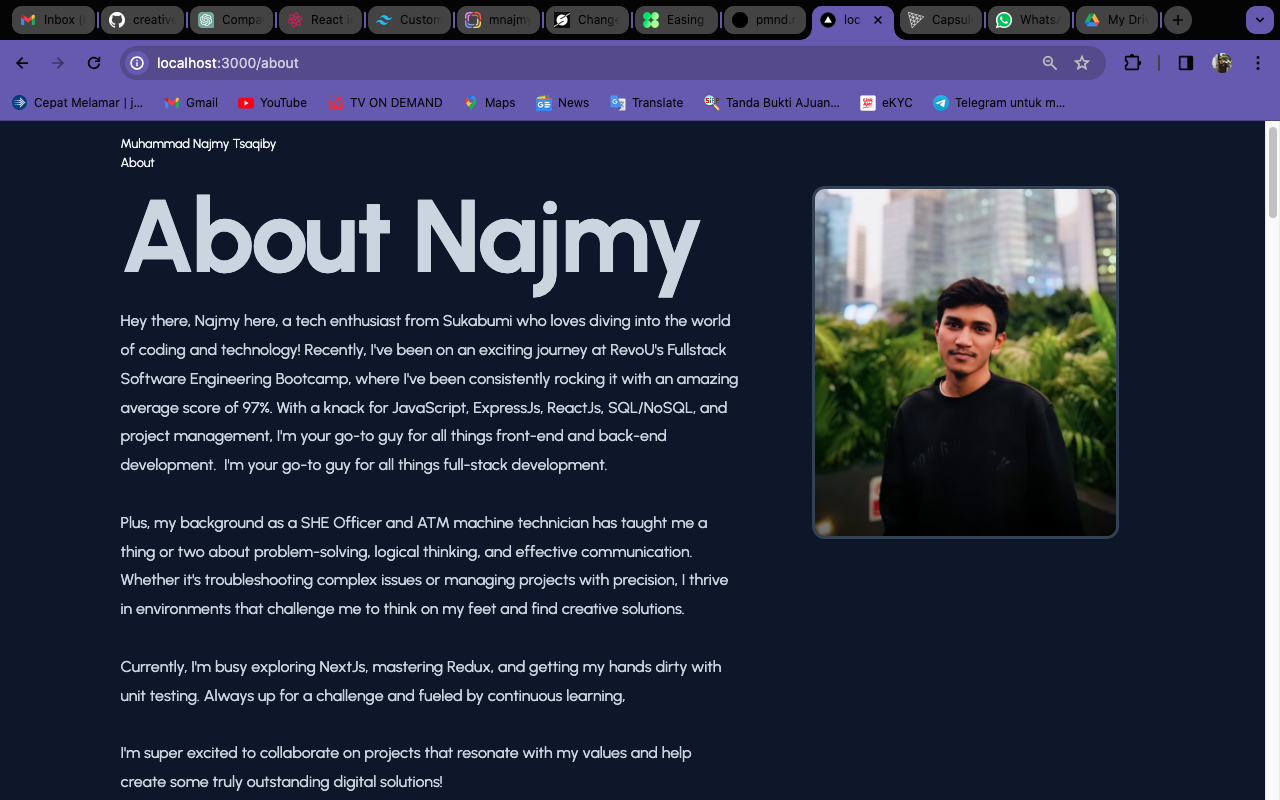 Inbox (
creative
Compa
React i
Custom
mnajmy
Change
Easing
pmnd.r
loc
Capsul
Whats
My Dri
localhost:3000/about
Cepat Melamar | j...
Gmail
YouTube
TV ON DEMAND
Maps
News
Translate
Tanda Bukti AJuan...
eKYC
Telegram untuk m...
Muhammad Najmy Tsaqiby
About
About Najmy
Hey there, Najmy here, a tech enthusiast from Sukabumi who loves diving into the world
of coding and technology! Recently, I've been on an exciting journey at RevoU's Fullstack
Software Engineering Bootcamp, where I've been consistently rocking it with an amazing
average score of 97%. With a knack for JavaScript, ExpressJs, ReactJs, SQL/NoSQL, and
project management, I'm your go-to guy for all things front-end and back-end
development.  I'm your go-to guy for all things full-stack development.
Plus, my background as a SHE Officer and ATM machine technician has taught me a
thing or two about problem-solving, logical thinking, and effective communication.
Whether it's troubleshooting complex issues or managing projects with precision, I thrive
in environments that challenge me to think on my feet and find creative solutions.
Currently, I'm busy exploring NextJs, mastering Redux, and getting my hands dirty with
unit testing. Always up for a challenge and fueled by continuous learning,
I'm super excited to collaborate on projects that resonate with my values and help
create some truly outstanding digital solutions!